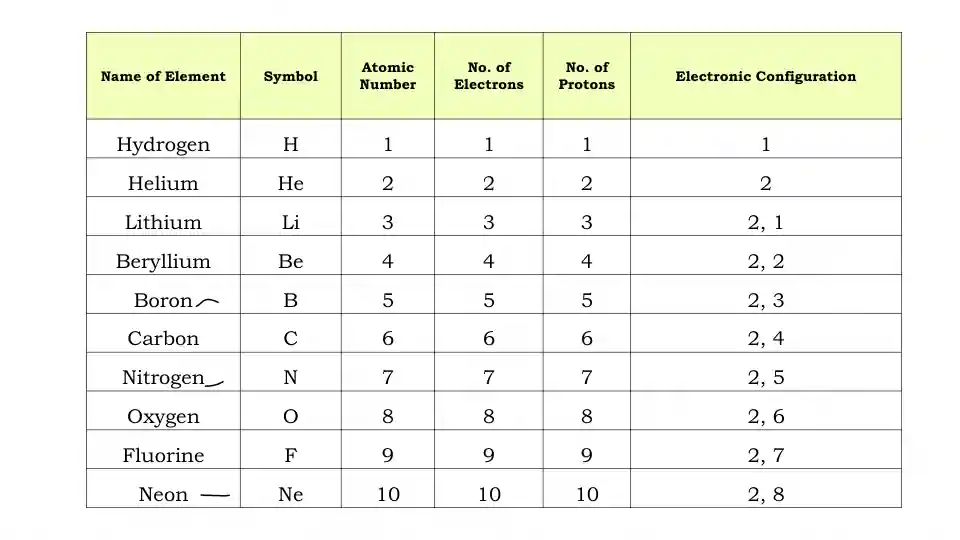 Name of Element Symbol Atomic Number No. of Electrons No. of Protons Electronic Configuration
Hydrogen H 1 1 1 1
Helium He 2 2 2 2
Lithium Li 3 3 3 2, 1
Beryllium Be 4 4 4 2, 2
Boron B 5 5 5 2, 3
Carbon C 6 6 6 2, 4
Nitrogen N 7 7 7 2, 5
Oxygen O 8 8 8 2, 6
Fluorine F 9 9 9 2, 7
Neon Ne 10 10 10 2, 8